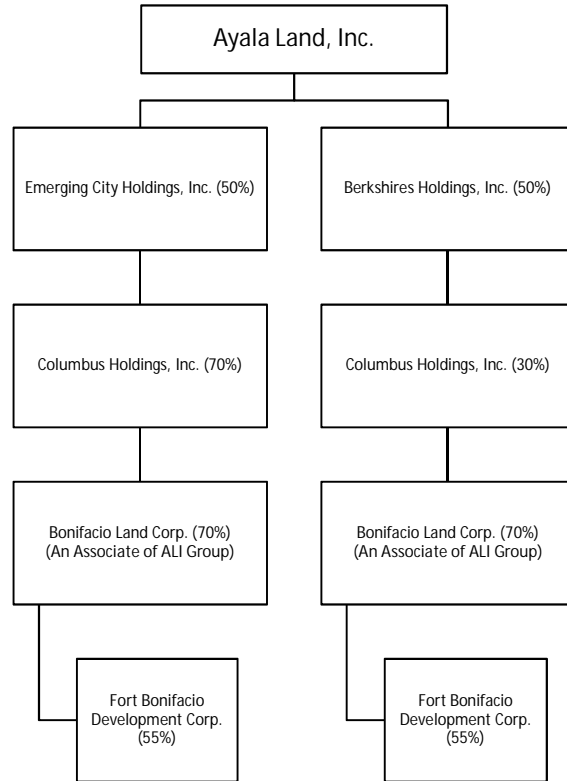 Ayala Land, Inc.
Emerging City Holdings, Inc. (50%)
Berkshires Holdings, Inc. (50%)
Columbus Holdings, Inc. (70%)
Columbus Holdings, Inc. (30%)
Bonifacio Land Corp. (70%)
(An Associate of ALI Group)
Bonifacio Land Corp. (70%)
(An Associate of ALI Group)
Fort Bonifacio
Development Corp.
(55%)
Fort Bonifacio
Development Corp.
(55%)